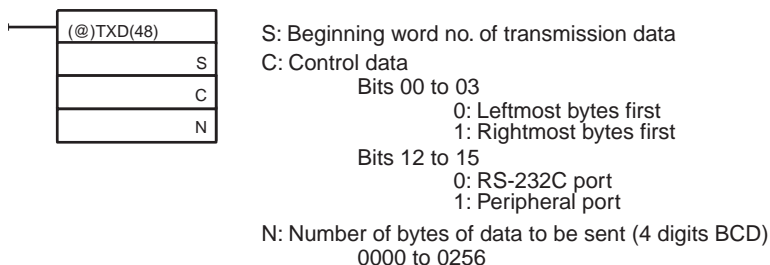 (@)TXD(48)
S
C
N
S: Beginning word no. of transmission data
C: Control data
Bits 00 to 03
0: Leftmost bytes first
1: Rightmost bytes first
Bits 12 to 15
0: RS-232C port
1: Peripheral port
N: Number of bytes of data to be sent (4 digits BCD)
0000 to 0256